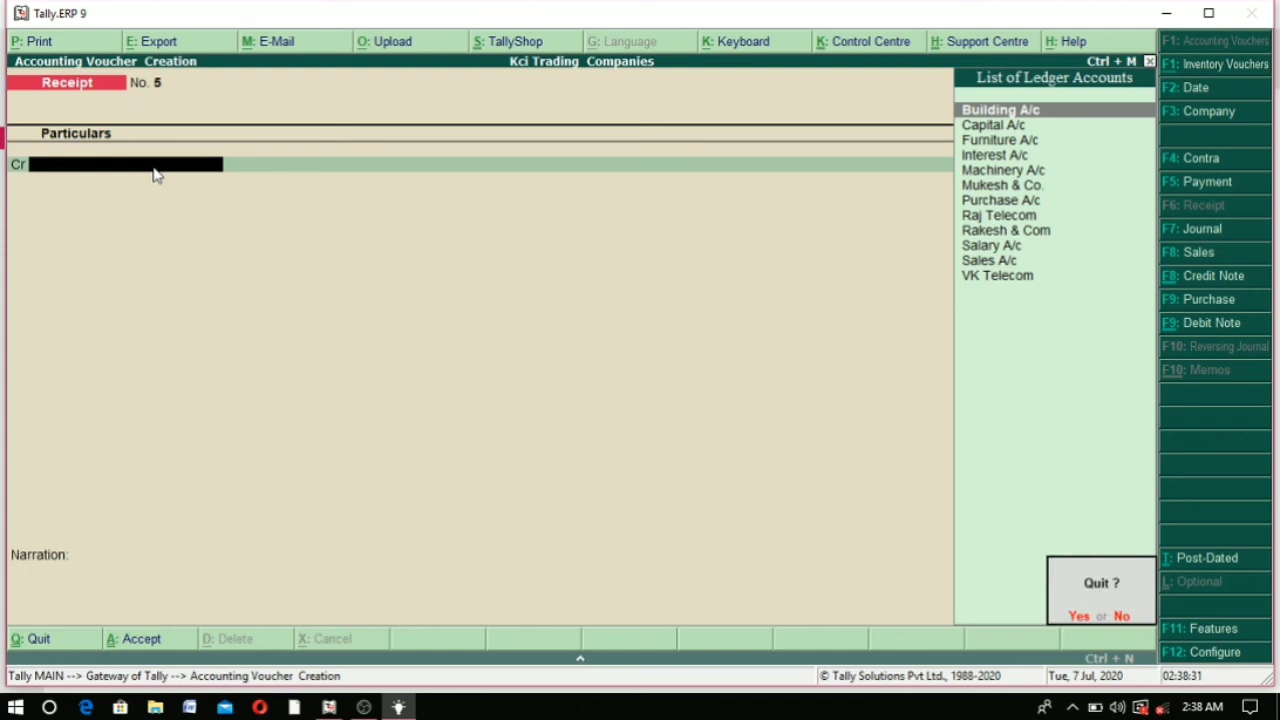 Tally.ERP 9
P: Print E: Export M: E-Mail O: Upload S: TallyShop G: Language K: Keyboard K: Control Centre H: Support Centre H: Help
Accounting Voucher Creation Kci Trading Companies Ctrl + M
Receipt No. 5
Particulars
Cr
Narration:
List of Ledger Accounts
Building A/c
Capital A/c
Furniture A/c
Interest A/c
Machinery A/c
Mukesh & Co.
Purchase A/c
Raj Telecom
Rakesh & Com
Salary A/c
Sales A/c
VK Telecom
Quit ?
Yes or No
F1: Accounting Vouchers
F1: Inventory Vouchers
F2: Date
F3: Company
F4: Contra
F5: Payment
F6: Receipt
F7: Journal
F8: Sales
F8: Credit Note
F9: Purchase
F9: Debit Note
F10: Reversing Journal
F10: Memos
T: Post-Dated
L: Optional
F11: Features
F12: Configure
Q: Quit A: Accept D: Delete X: Cancel
Ctrl + N
Tally MAIN --> Gateway of Tally --> Accounting Voucher Creation © Tally Solutions Pvt Ltd., 1988-2020 Tue, 7 Jul, 2020 02:38:31
2:38 AM